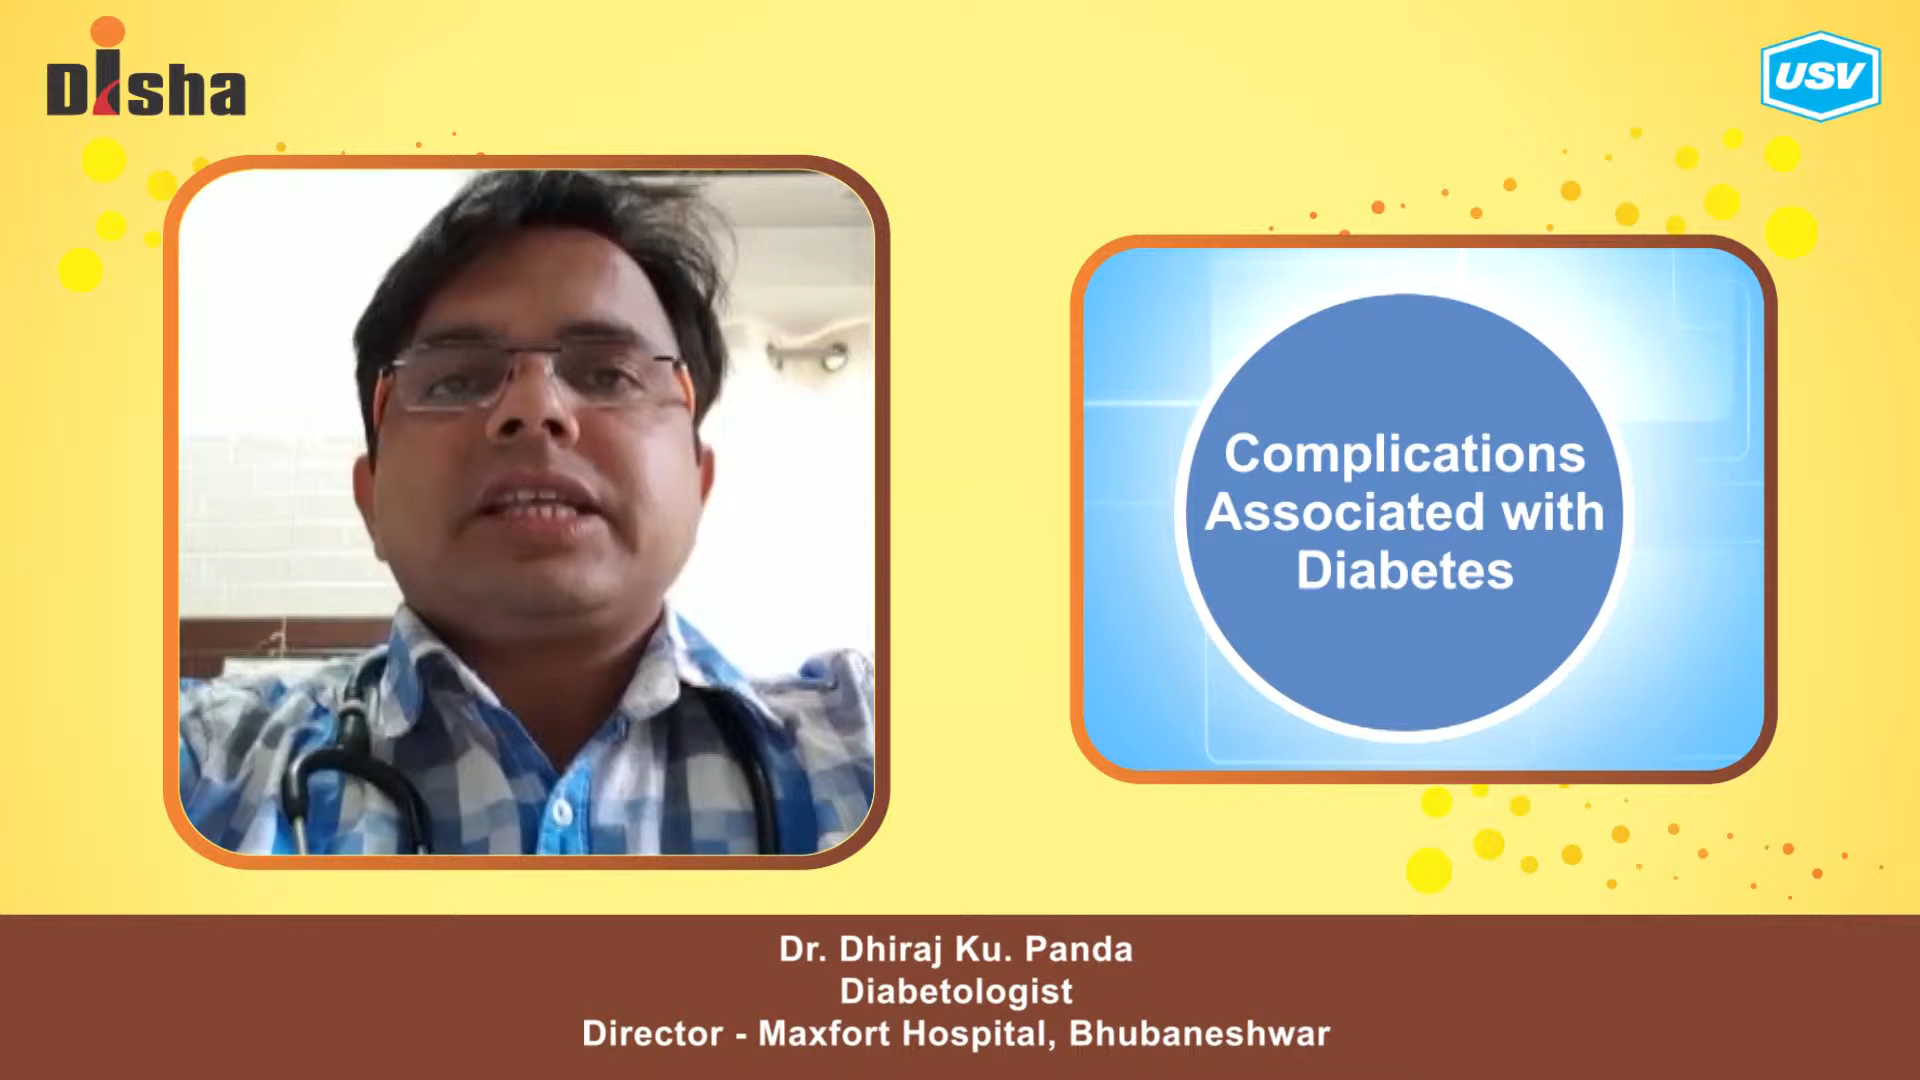 Disha
USV
Complications
Associated with
Diabetes
Dr. Dhiraj Ku. Panda
Diabetologist
Director - Maxfort Hospital, Bhubaneshwar